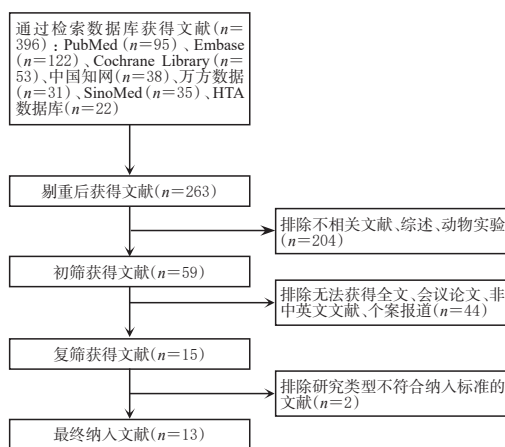 通过检索数据库获得文献(n=
396)：PubMed(n=95)、Embase
(n=122)、Cochrane Library(n=
53)、中国知网(n=38)、万方数据
(n=31)、SinoMed(n=35)、HTA
数据库(n=22)
剔重后获得文献(n=263)
排除不相关文献、综述、动物实验
(n=204)
初筛获得文献(n=59)
排除无法获得全文、会议论文、非
中英文文献、个案报道(n=44)
复筛获得文献(n=15)
排除研究类型不符合纳入标准的
文献(n=2)
最终纳入文献(n=13)